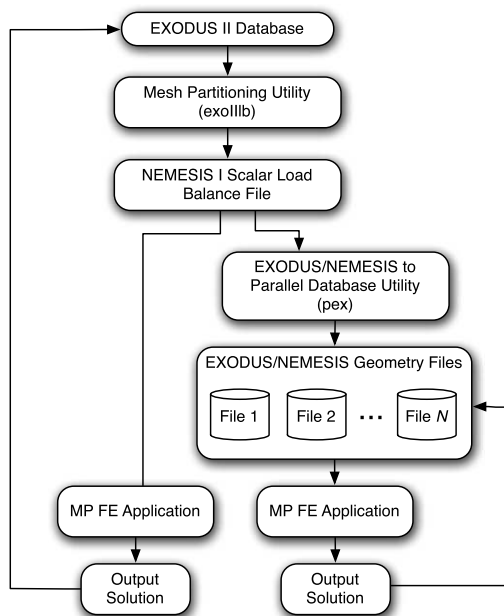 EXODUS II Database
Mesh Partitioning Utility
(exoIIlb)
NEMESIS I Scalar Load
Balance File
EXODUS/NEMESIS to
Parallel Database Utility
(pex)
EXODUS/NEMESIS Geometry Files
File 1
File 2
...
File N
MP FE Application
MP FE Application
Output
Solution
Output
Solution